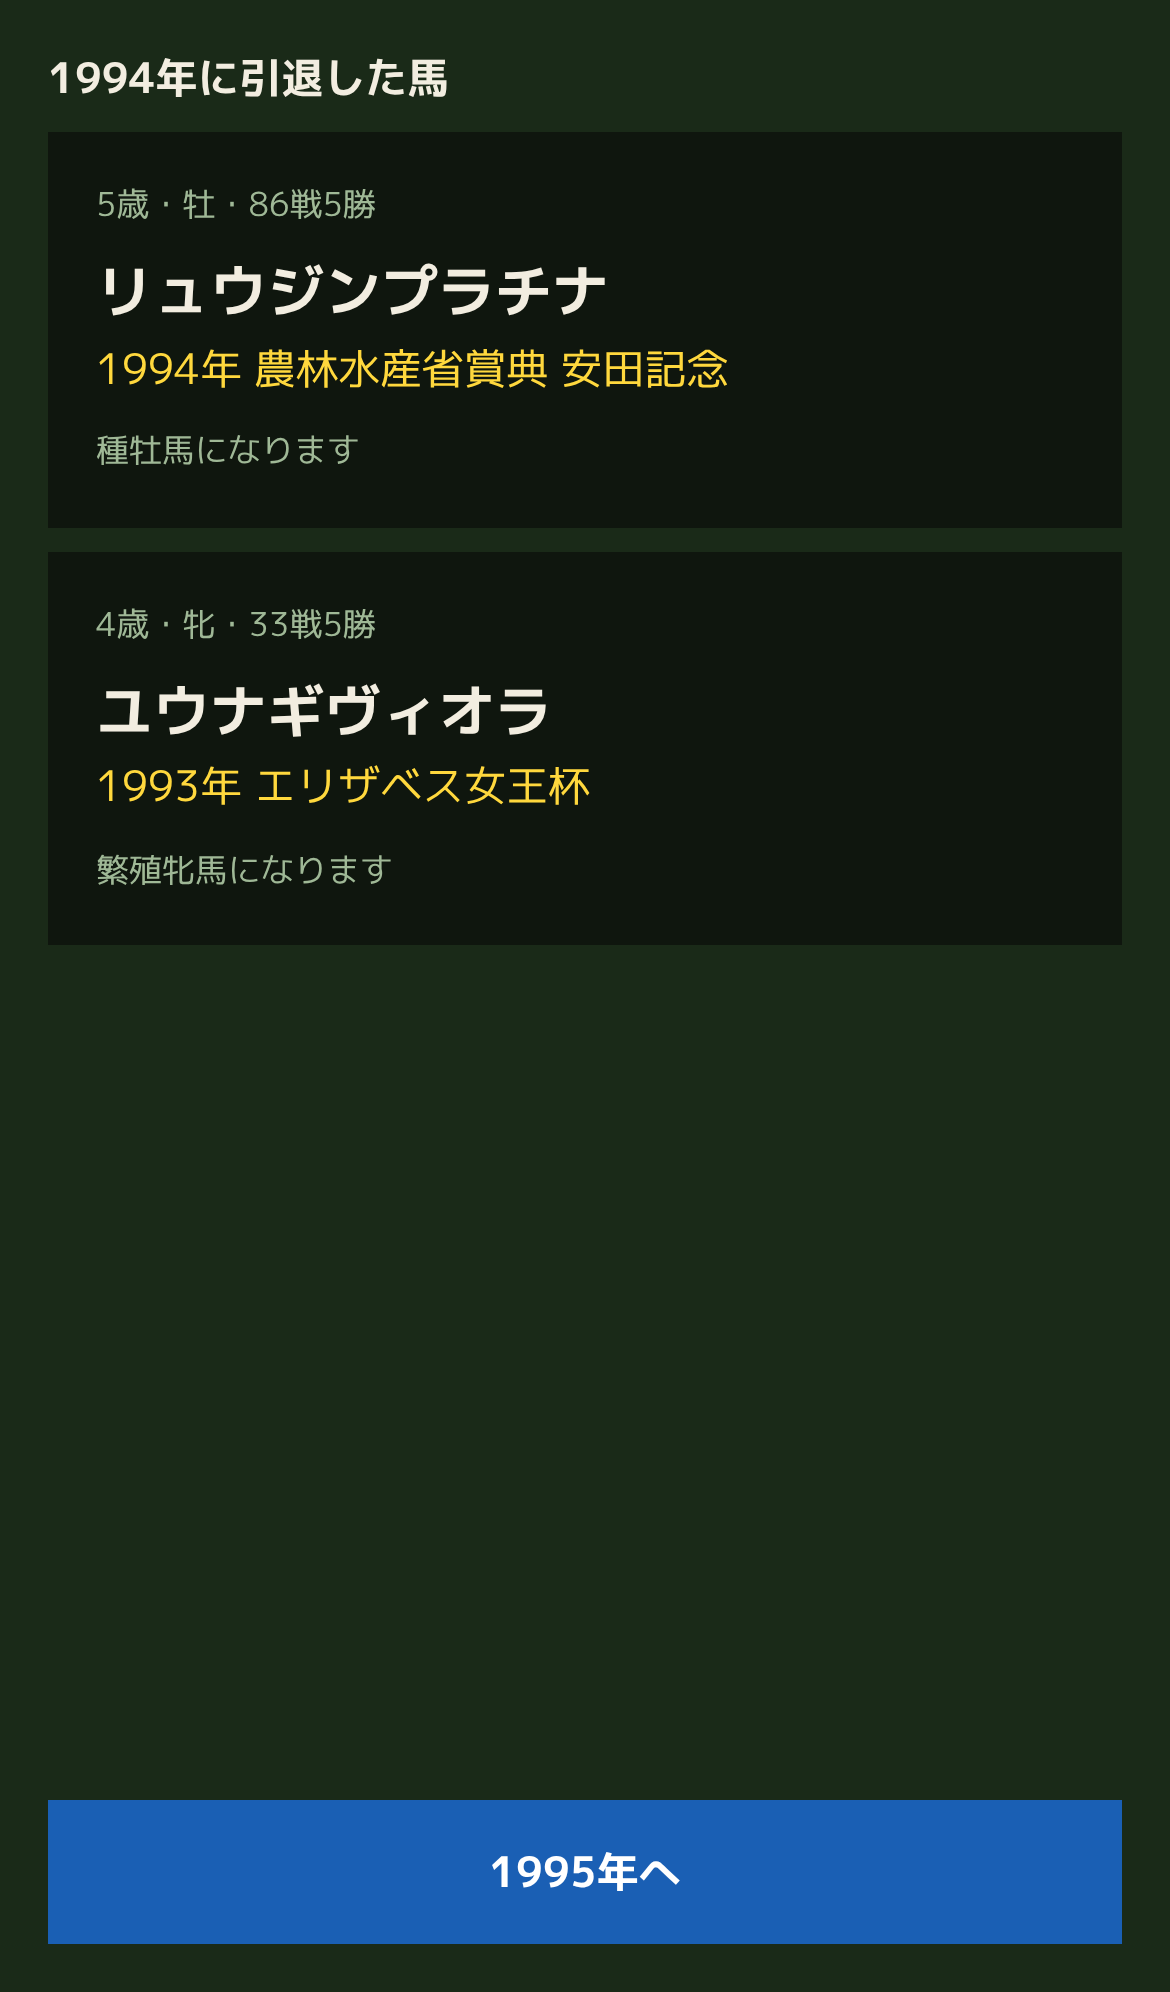 1994年に引退した馬
5歳・牡・86戦5勝
リュウジンプラチナ
1994年 農林水産省賞典 安田記念
種牡馬になります
4歳・牝・33戦5勝
ユウナギヴィオラ
1993年 エリザベス女王杯
繁殖牝馬になります
1995年へ